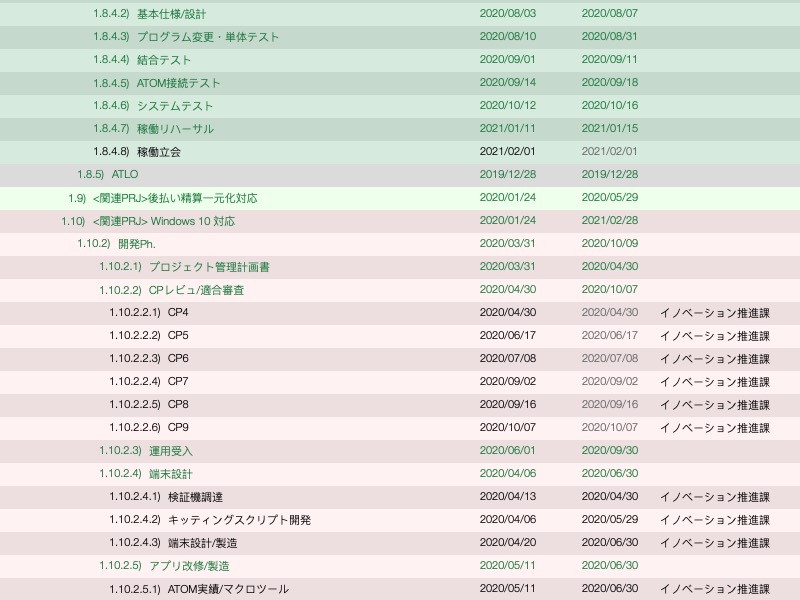 1.8.4.2) 基本仕様/設計 2020/08/03 2020/08/07
1.8.4.3) プログラム変更・単体テスト 2020/08/10 2020/08/31
1.8.4.4) 結合テスト 2020/09/01 2020/09/11
1.8.4.5) ATOM接続テスト 2020/09/14 2020/09/18
1.8.4.6) システムテスト 2020/10/12 2020/10/16
1.8.4.7) 稼働リハーサル 2021/01/11 2021/01/15
1.8.4.8) 稼働立会 2021/02/01 2021/02/01
1.8.5) ATLO 2019/12/28 2019/12/28
1.9) <関連PRJ>後払い精算一元化対応 2020/01/24 2020/05/29
1.10) <関連PRJ> Windows 10 対応 2020/01/24 2021/02/28
1.10.2) 開発Ph. 2020/03/31 2020/10/09
1.10.2.1) プロジェクト管理計画書 2020/03/31 2020/04/30
1.10.2.2) CPレビュ/適合審査 2020/04/30 2020/10/07
1.10.2.2.1) CP4 2020/04/30 2020/04/30 イノベーション推進課
1.10.2.2.2) CP5 2020/06/17 2020/06/17 イノベーション推進課
1.10.2.2.3) CP6 2020/07/08 2020/07/08 イノベーション推進課
1.10.2.2.4) CP7 2020/09/02 2020/09/02 イノベーション推進課
1.10.2.2.5) CP8 2020/09/16 2020/09/16 イノベーション推進課
1.10.2.2.6) CP9 2020/10/07 2020/10/07 イノベーション推進課
1.10.2.3) 運用受入 2020/06/01 2020/09/30
1.10.2.4) 端末設計 2020/04/06 2020/06/30
1.10.2.4.1) 検証機調達 2020/04/13 2020/04/30 イノベーション推進課
1.10.2.4.2) キッティングスクリプト開発 2020/04/06 2020/05/29 イノベーション推進課
1.10.2.4.3) 端末設計/製造 2020/04/20 2020/06/30 イノベーション推進課
1.10.2.5) アプリ改修/製造 2020/05/11 2020/06/30
1.10.2.5.1) ATOM実績/マクロツール 2020/05/11 2020/06/30 イノベーション推進課